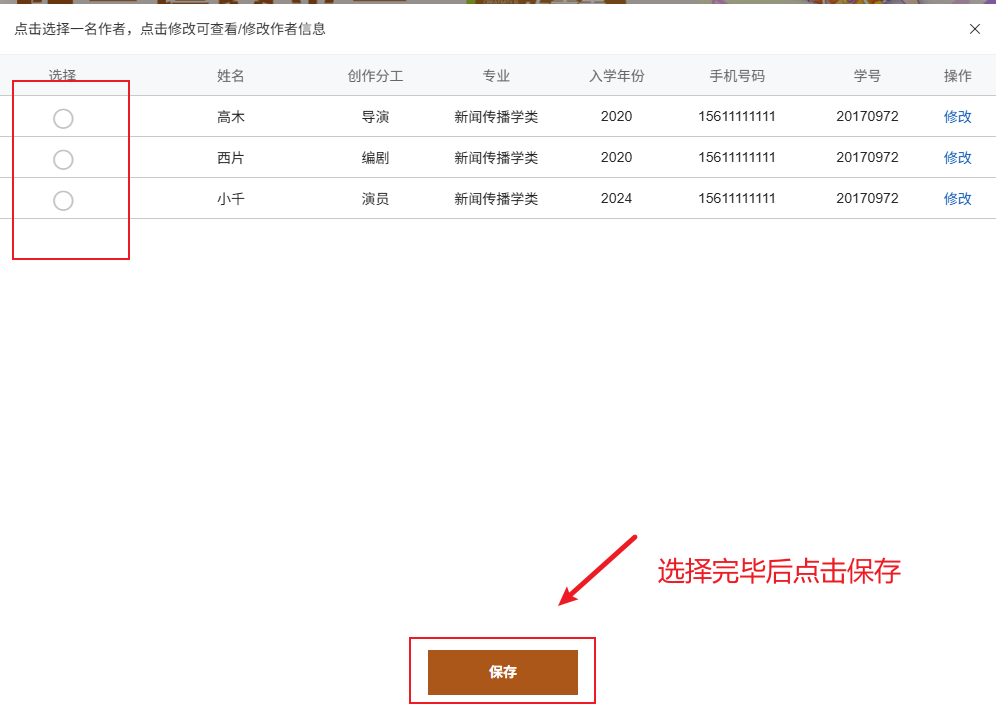 点击选择一名作者，点击修改可查看/修改作者信息
选择 姓名 创作分工 专业 入学年份 手机号码 学号 操作
高木 导演 新闻传播学类 2020 15611111111 20170972 修改
西片 编剧 新闻传播学类 2020 15611111111 20170972 修改
小千 演员 新闻传播学类 2024 15611111111 20170972 修改
选择完毕后点击保存
保存